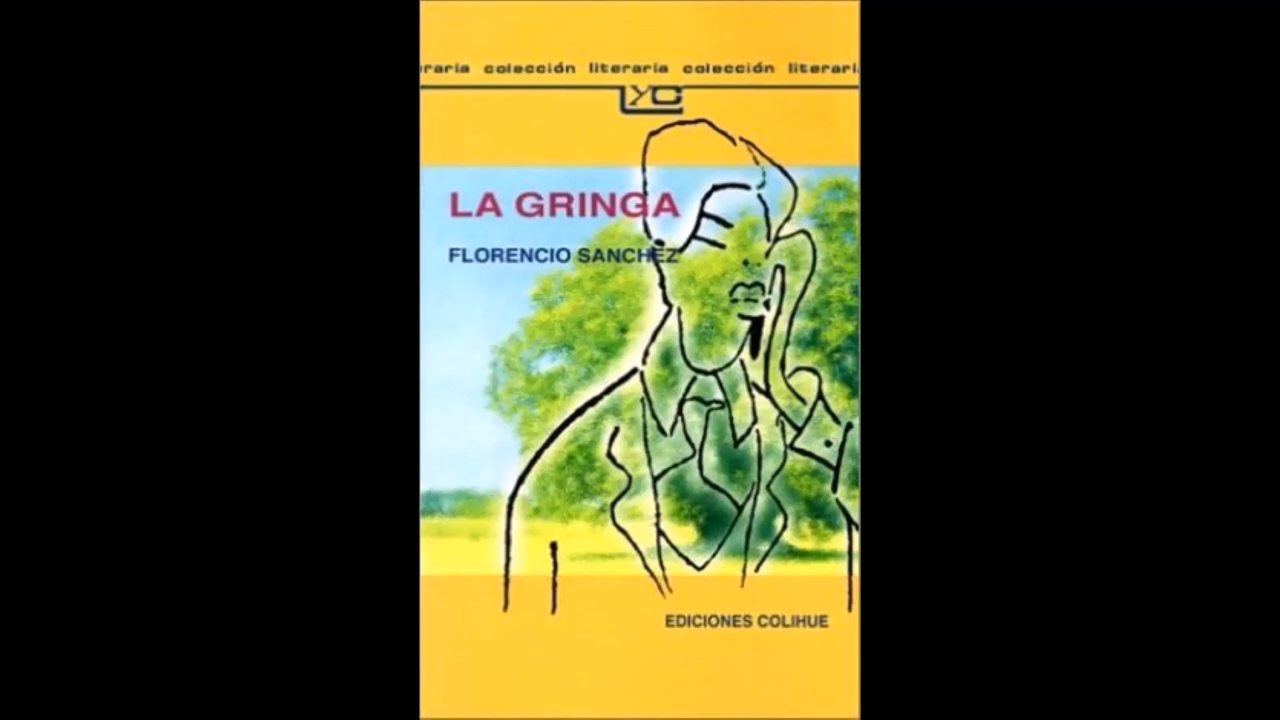 raria colección literaria colección literari
LyC
LA GRINGA
FLORENCIO SANCHEZ
EDICIONES COLIHUE